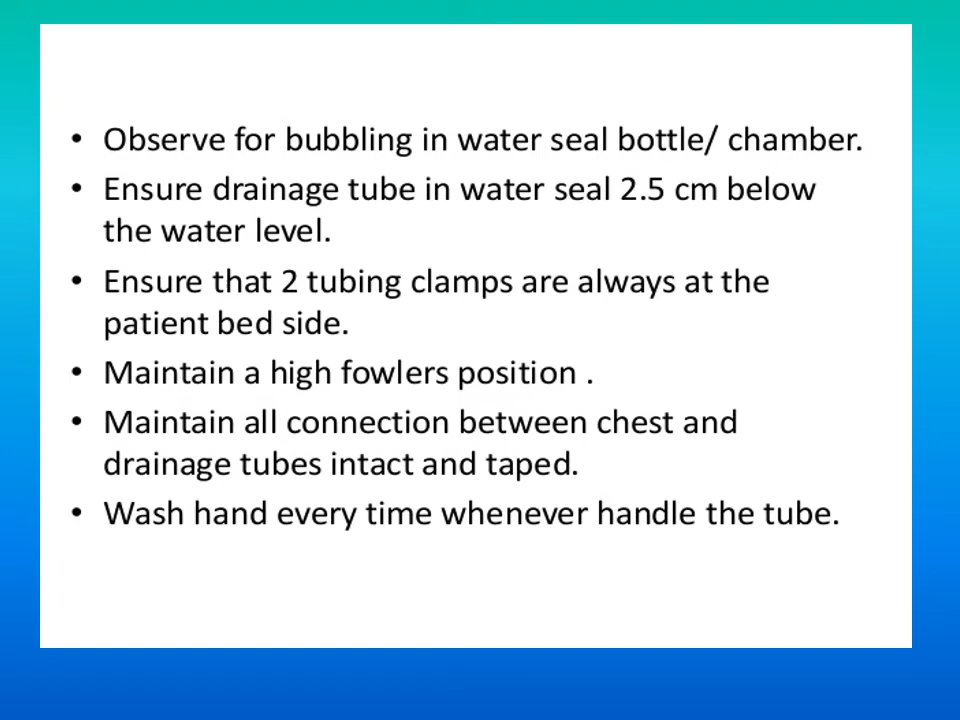 • Observe for bubbling in water seal bottle/ chamber.
• Ensure drainage tube in water seal 2.5 cm below
the water level.
• Ensure that 2 tubing clamps are always at the
patient bed side.
• Maintain a high fowlers position .
• Maintain all connection between chest and
drainage tubes intact and taped.
• Wash hand every time whenever handle the tube.